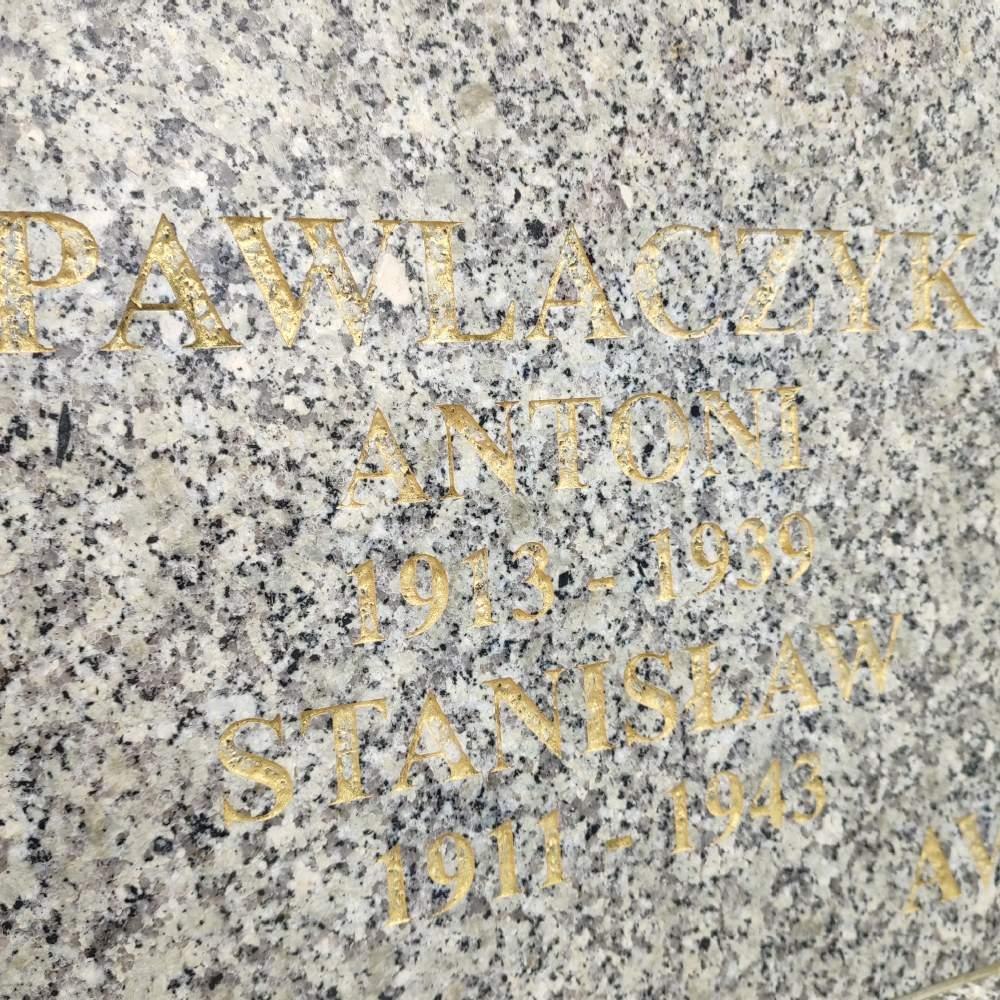 PAWLACZYK
ANTONI
1913 - 1939
STANISŁAW
1911 - 1943